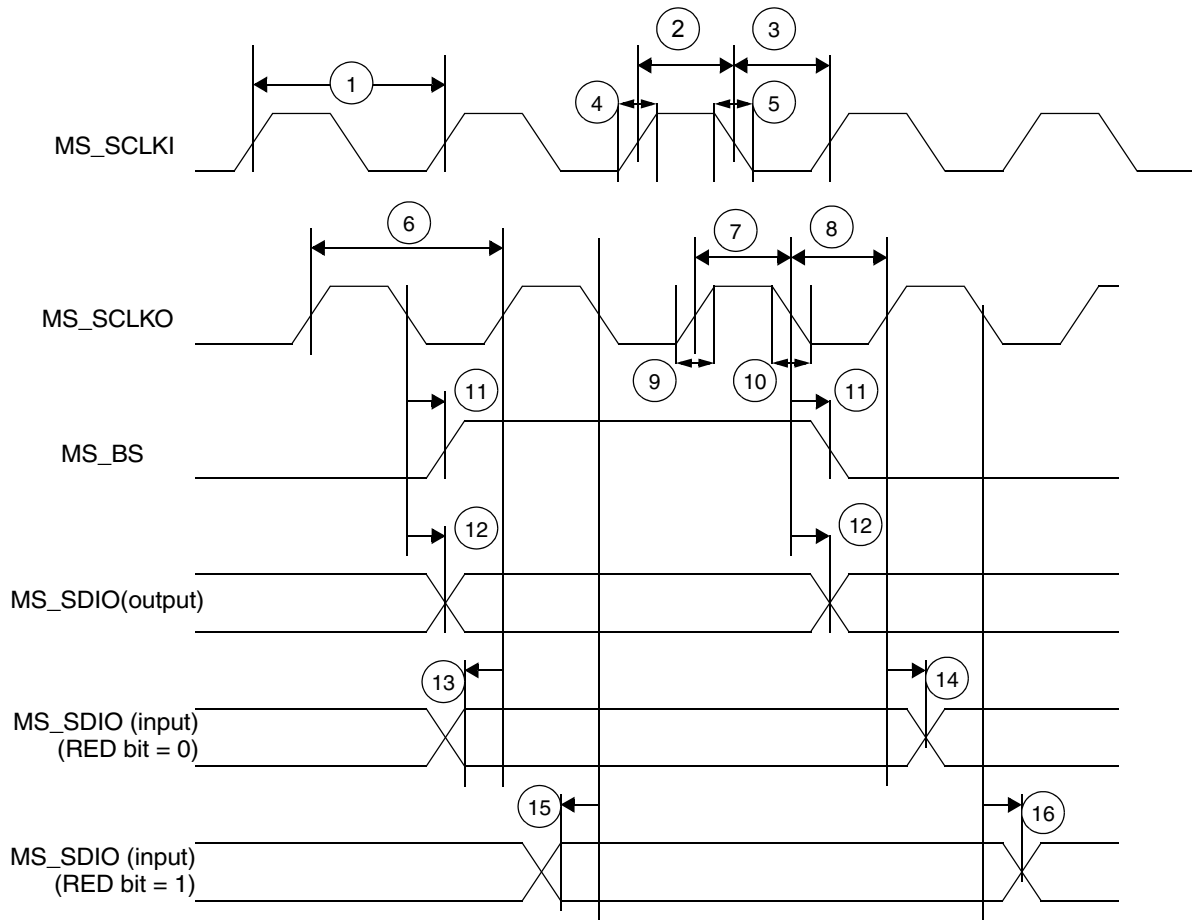 2
3
1
4
5
MS_SCLKI
6
7
8
MS_SCLKO
9
10
11
11
MS_BS
12
12
MS_SDIO(output)
13
14
MS_SDIO (input)
(RED bit = 0)
15
16
MS_SDIO (input)
(RED bit = 1)